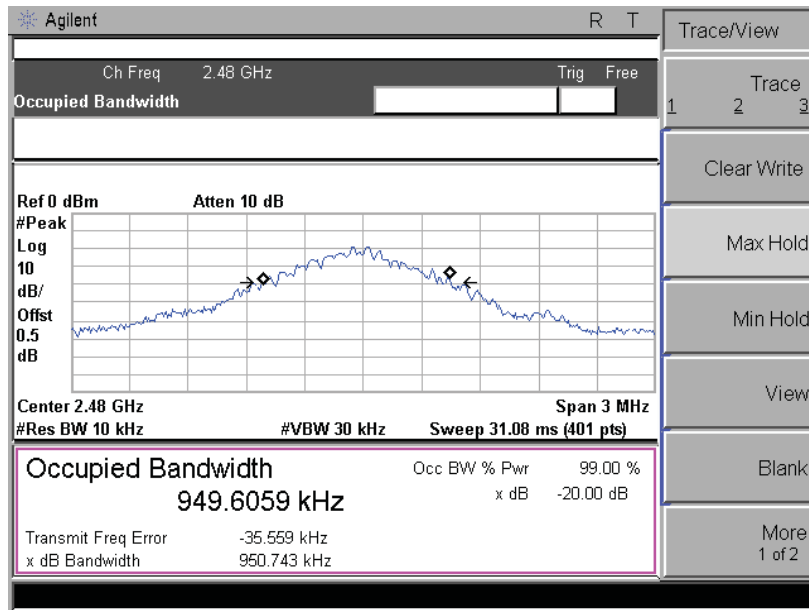 Agilent R T
Trace/View
Ch Freq 2.48 GHz Trig Free
Occupied Bandwidth
Trace
1 2 3
Clear Write
Ref 0 dBm Atten 10 dB
#Peak
Log
10
dB/
Offst
0.5
dB
Max Hold
Min Hold
View
Center 2.48 GHz Span 3 MHz
#Res BW 10 kHz #VBW 30 kHz Sweep 31.08 ms (401 pts)
Occupied Bandwidth
949.6059 kHz
Occ BW % Pwr 99.00 %
x dB -20.00 dB
Transmit Freq Error -35.559 kHz
x dB Bandwidth 950.743 kHz
Blank
More
1 of 2